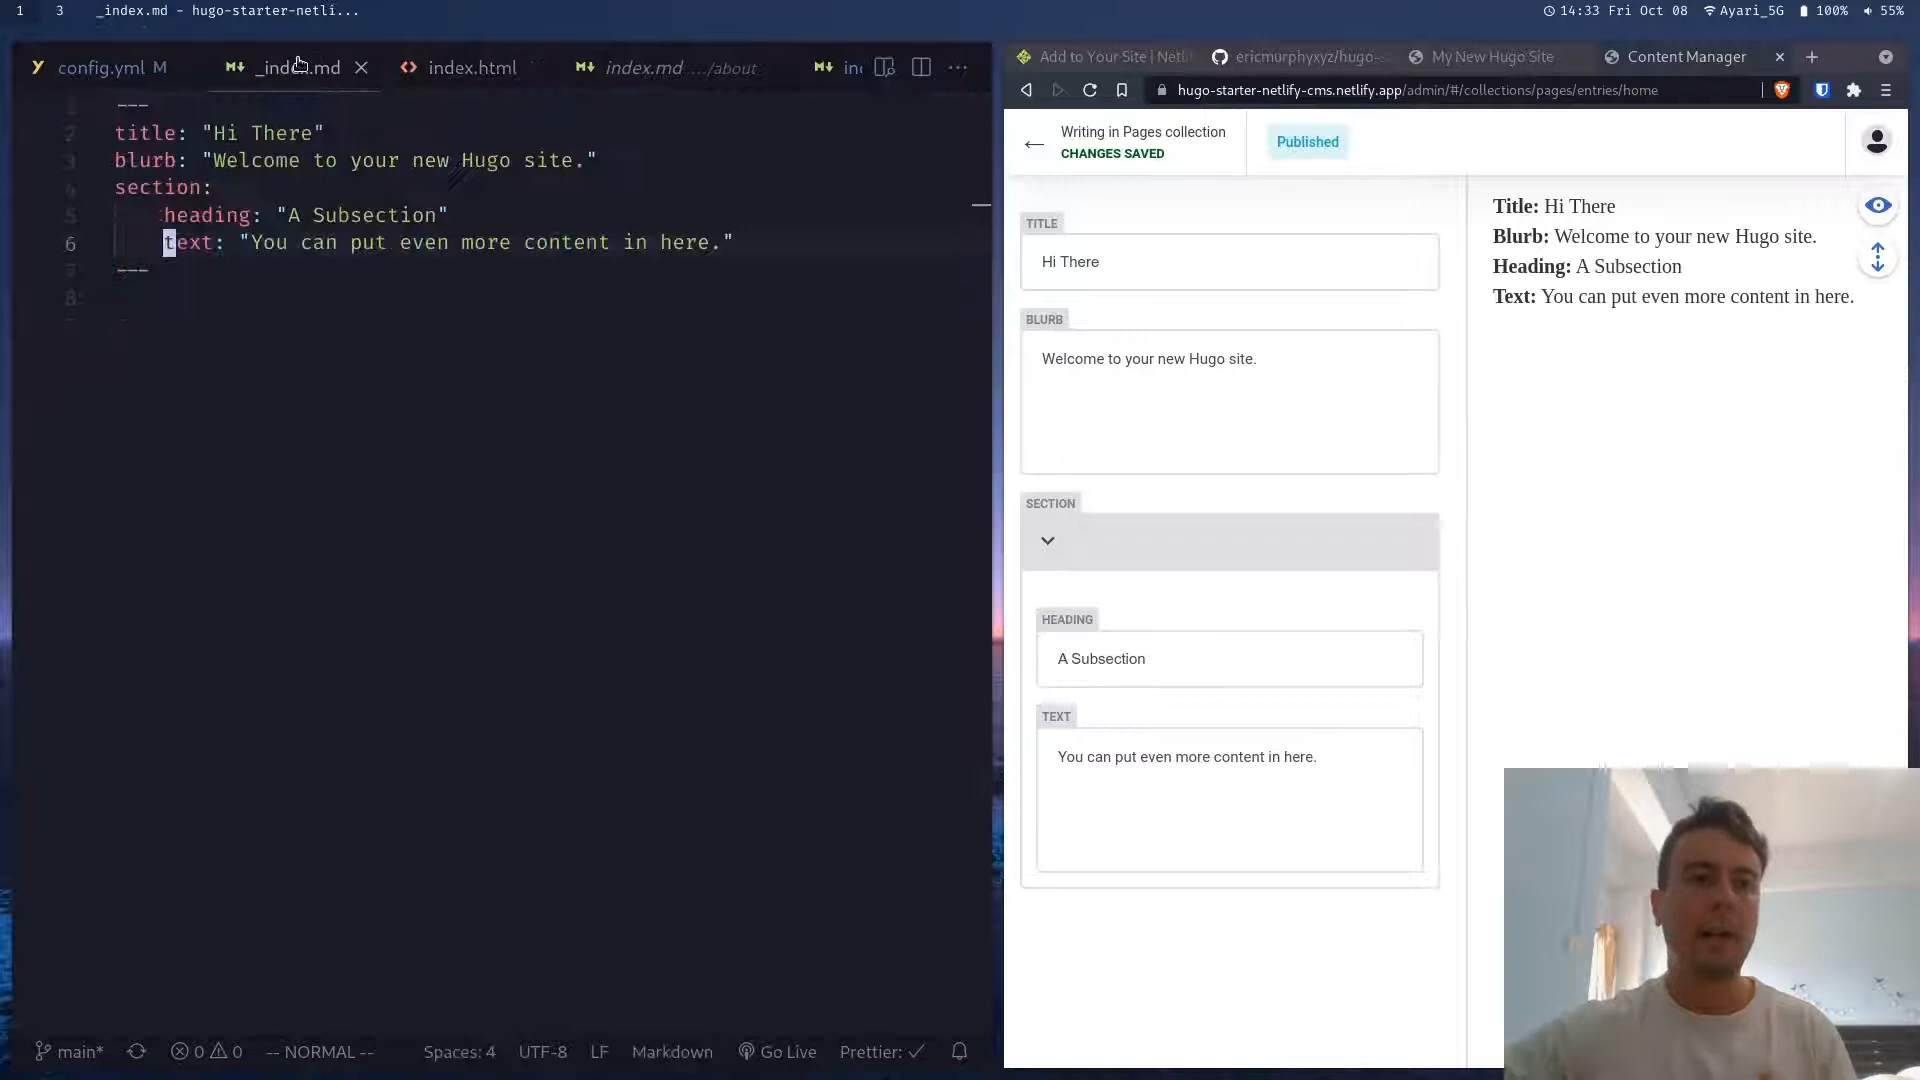 1 3 _index.md - hugo-starter-netli...
14:33 Fri Oct 08 Ayari_5G 100% 55%
config.yml M
_index.md
index.html
index.md .../about
1
2
3
4
5
6
7
8
---
title: "Hi There"
blurb: "Welcome to your new Hugo site."
section:
heading: "A Subsection"
text: "You can put even more content in here."
---
main*
0 0
-- NORMAL --
Spaces: 4
UTF-8
LF
Markdown
Go Live
Prettier:
Add to Your Site | Netli
ericmurphyxyz/hugo-s
My New Hugo Site
Content Manager
hugo-starter-netlify-cms.netlify.app/admin/#/collections/pages/entries/home
Writing in Pages collection
CHANGES SAVED
Published
TITLE
Hi There
BLURB
Welcome to your new Hugo site.
SECTION
HEADING
A Subsection
TEXT
You can put even more content in here.
Title: Hi There
Blurb: Welcome to your new Hugo site.
Heading: A Subsection
Text: You can put even more content in here.